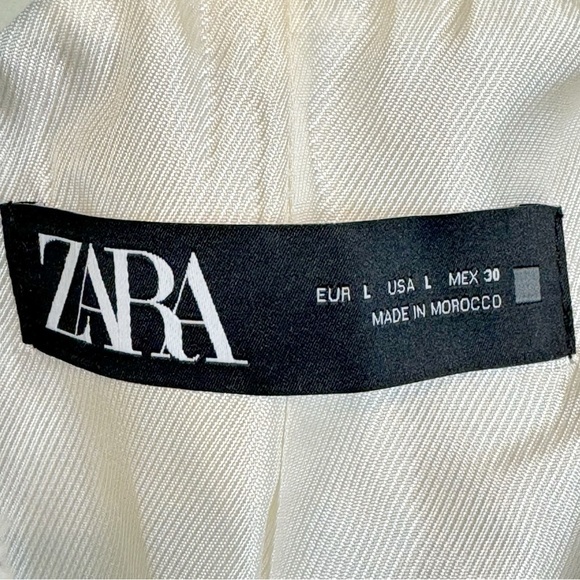 ZARA
EUR L USA L MEX 30
MADE IN MOROCCO